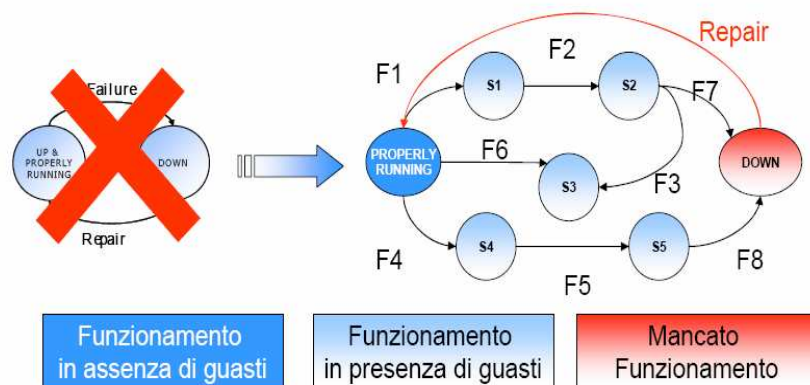 Failure
UP &
PROPERLY
RUNNING
DOWN
Repair
Repair
F1
F2
S1
S2
F7
PROPERLY
RUNNING
F6
S3
F3
DOWN
F4
S4
S5
F5
F8
Funzionamento
in assenza di guasti
Funzionamento
in presenza di guasti
Mancato
Funzionamento